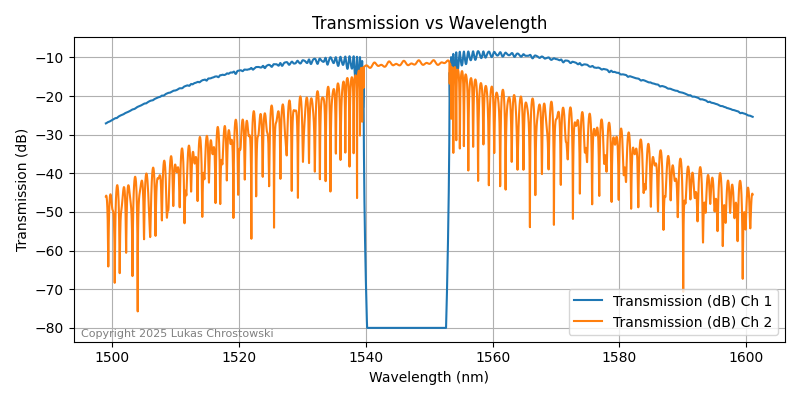 Transmission vs Wavelength
Transmission (dB)
−10
−20
−30
−40
−50
−60
−70
−80
Transmission (dB) Ch 1
Transmission (dB) Ch 2
Copyright 2025 Lukas Chrostowski
1500
1520
1540
1560
1580
1600
Wavelength (nm)